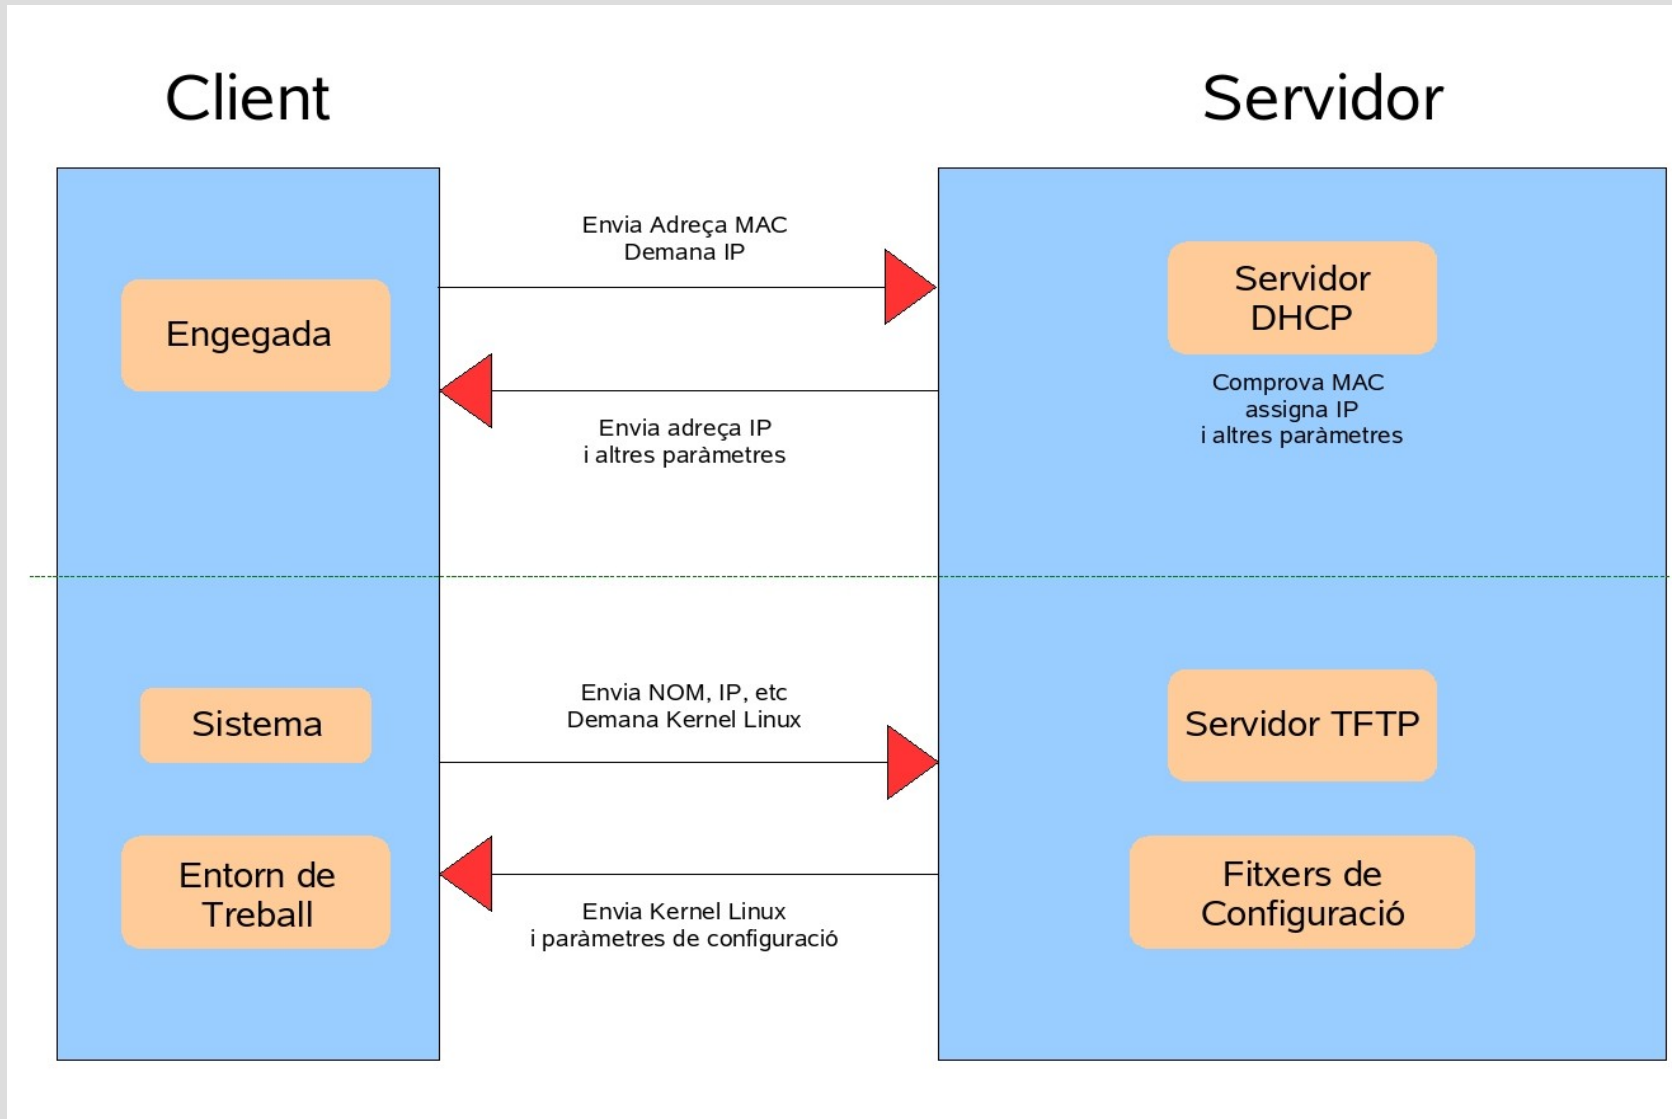 Client
Servidor
Envia Adreça MAC
Demana IP
Engegada
Servidor
DHCP
Comprova MAC
assigna IP
i altres paràmetres
Envia adreça IP
i altres paràmetres
Envia NOM, IP, etc
Demana Kernel Linux
Sistema
Servidor TFTP
Entorn de
Treball
Fitxers de
Configuració
Envia Kernel Linux
i paràmetres de configuració